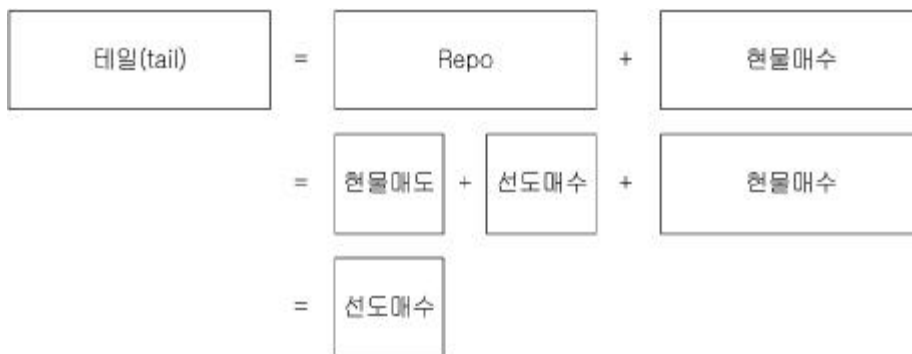 테일(tail) = Repo + 현물매수
= 현물매도 + 선도매수 + 현물매수
= 선도매수